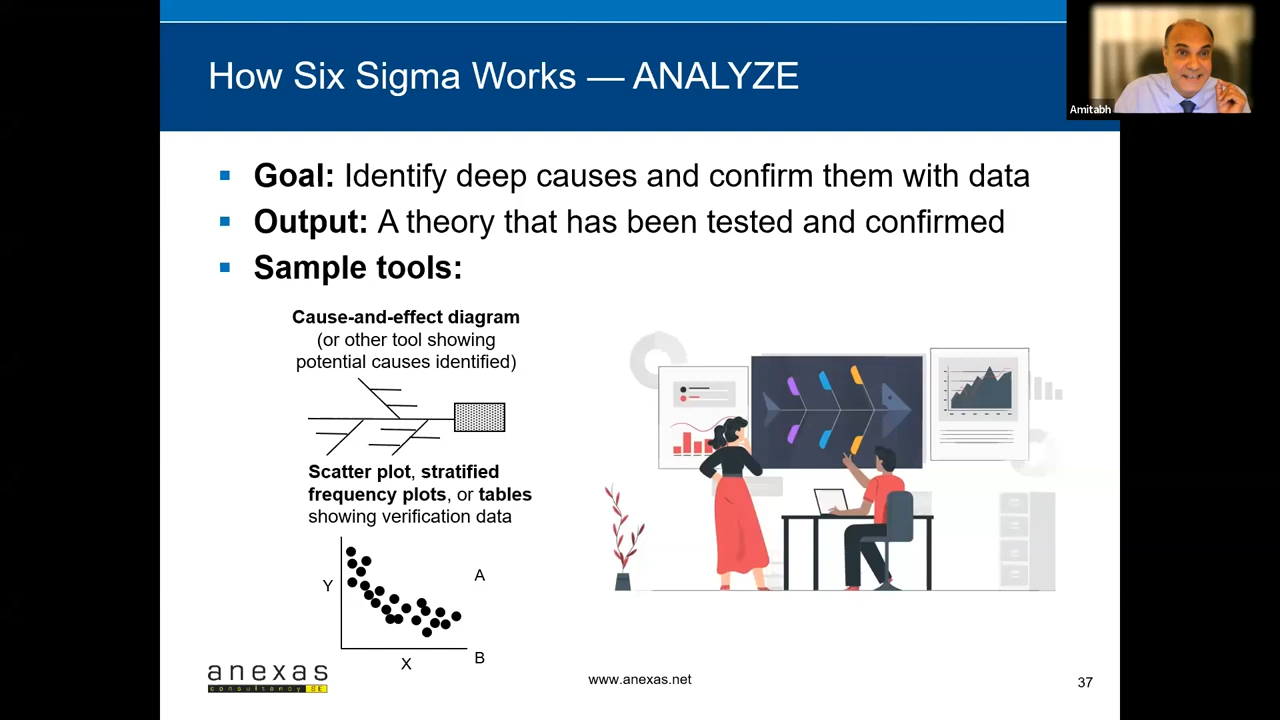 How Six Sigma Works — ANALYZE
Amitabh
Goal: Identify deep causes and confirm them with data
Output: A theory that has been tested and confirmed
Sample tools:
Cause-and-effect diagram
(or other tool showing
potential causes identified)
Scatter plot, stratified
frequency plots, or tables
showing verification data
Y
A
X
B
anexas
consultancy
www.anexas.net
37